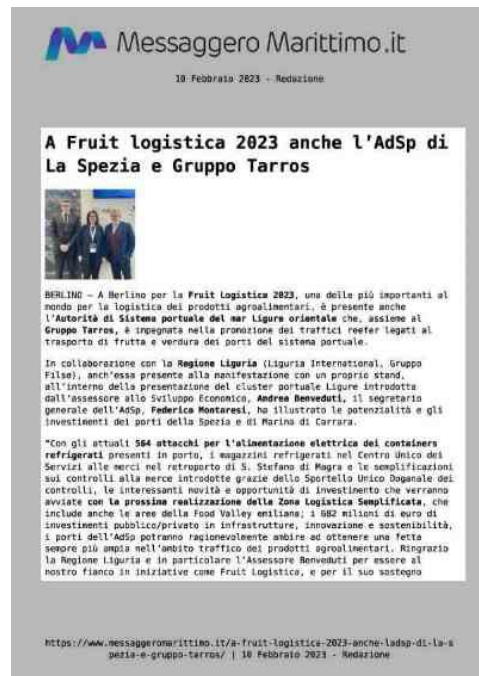 Messaggero Marittimo.it
10 Febbraio 2023 - Redazione
A Fruit logistica 2023 anche l'AdSp di
La Spezia e Gruppo Tarros
BERLINO – A Berlino per la Fruit Logistica 2023, una delle più importanti al
mondo per la logistica dei prodotti agroalimentari, è presente anche
l'Autorità di Sistema portuale del mar Ligure orientale che, assieme al
Gruppo Tarros, è impegnata nella promozione dei traffici reefer legati al
trasporto di frutta e verdura dei porti del sistema portuale.
In collaborazione con la Regione Liguria (Liguria International, Gruppo
Filse), anch'essa presente alla manifestazione con un proprio stand,
all'interno della presentazione del cluster portuale Ligure introdotta
dall'assessore allo Sviluppo Economico, Andrea Benveduti, il segretario
generale dell'AdSp, Federica Montaresi, ha illustrato le potenzialità e gli
investimenti dei porti della Spezia e di Marina di Carrara.
"Con gli attuali 564 attacchi per l'alimentazione elettrica dei containers
refrigerati presenti in porto, i magazzini refrigerati nel Centro Unico dei
Servizi alle merci nel retroporto di S. Stefano di Magra e le semplificazioni
sui controlli alla merce introdotte grazie dello Sportello Unico Doganale dei
controlli, le interessanti novità e opportunità di investimento che verranno
avviate con la prossima realizzazione della Zona Logistica Semplificata, che
include anche le aree della Food Valley emiliana; i 682 milioni di euro di
investimenti pubblico/privato in infrastrutture, innovazione e sostenibilità,
i porti dell'AdSp potranno ragionevolmente ambire ad ottenere una fetta
sempre più ampia nell'ambito traffico dei prodotti agroalimentari. Ringrazio
la Regione Liguria e in particolare l'Assessore Benveduti per essere al
nostro fianco in iniziative come Fruit Logistica, e per il suo sostegno
https://www.messaggeromarittimo.it/a-fruit-logistica-2023-anche-ladsp-di-la-s
pezia-e-gruppo-tarros/ | 10 Febbraio 2023 - Redazione